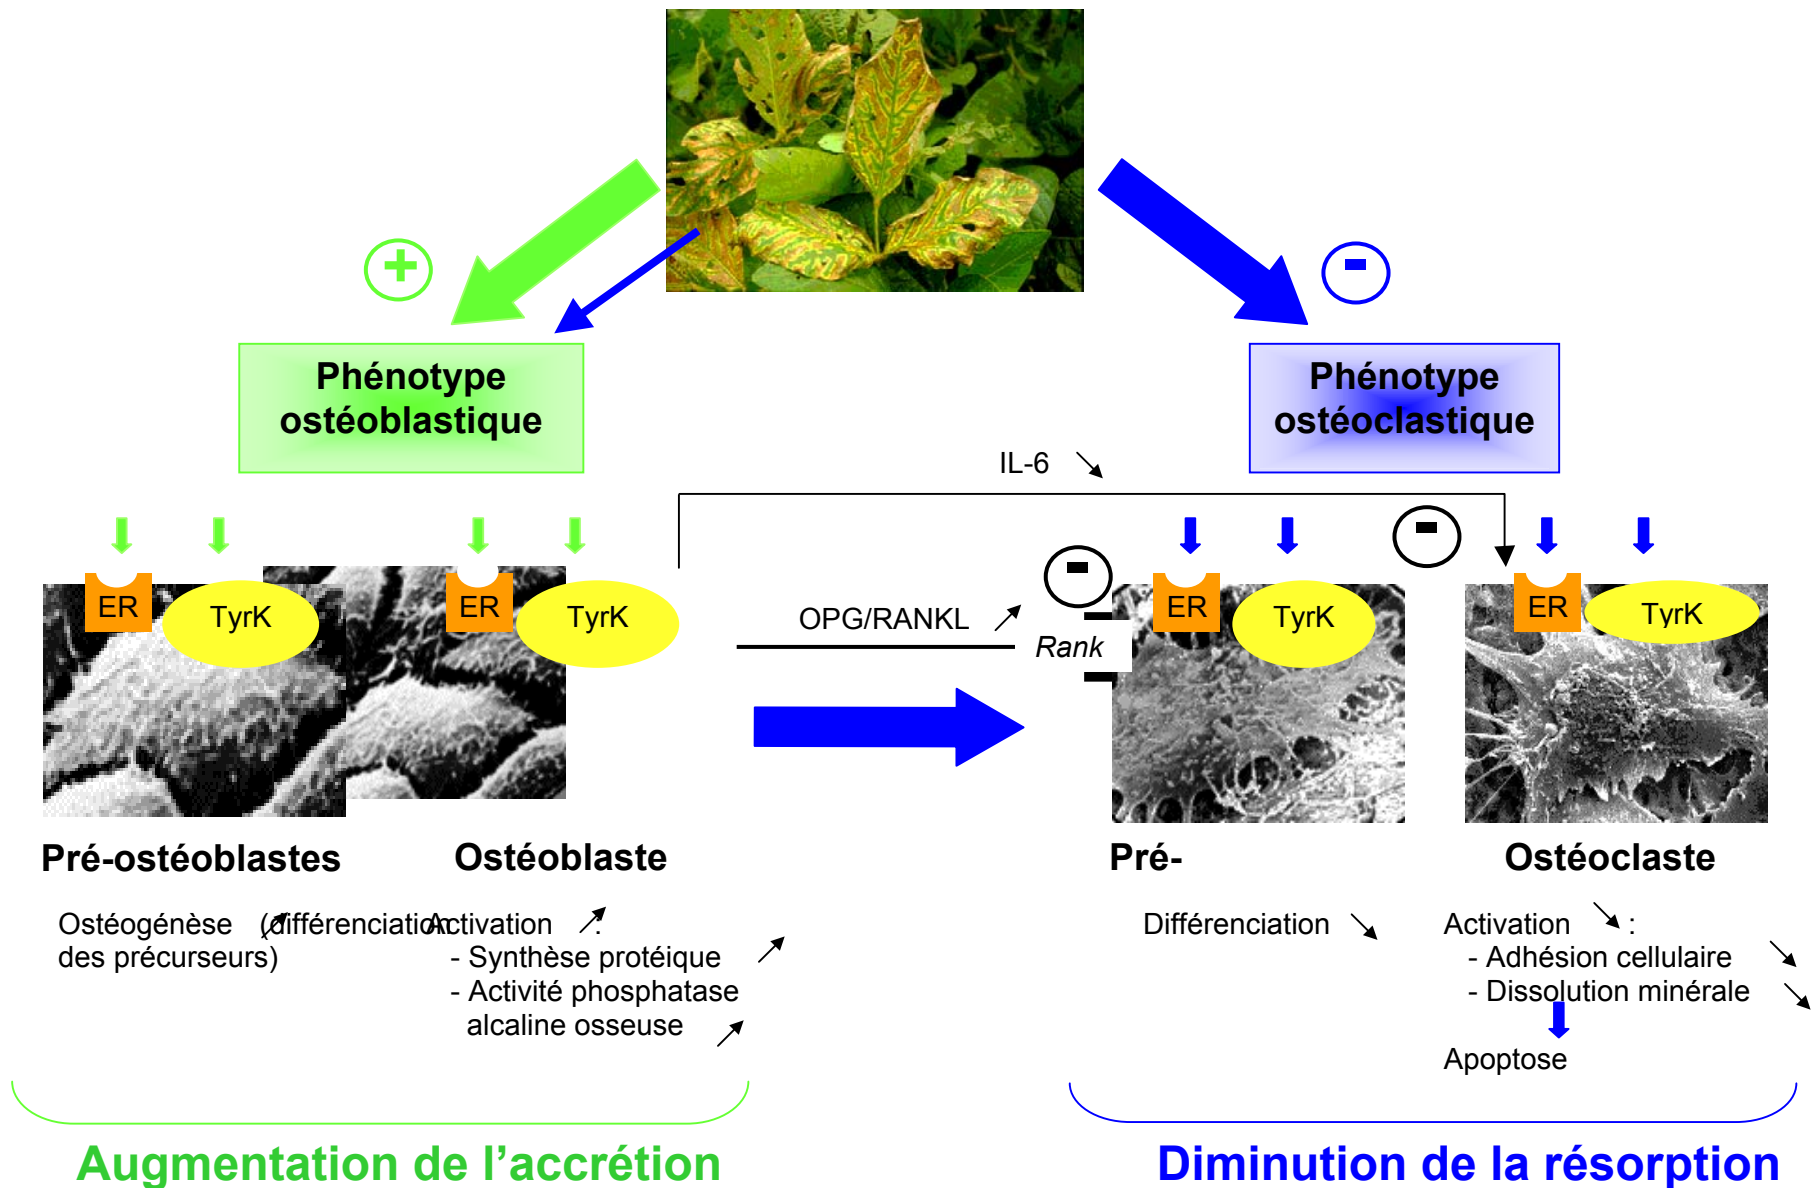 +
-
Phénotype
ostéoblastique
Phénotype
ostéoclastique
IL-6
-
-
ER
TyrK
ER
TyrK
OPG/RANKL
Rank
ER
TyrK
ER
TyrK
Pré-ostéoblastes
Ostéoblaste
Pré-
Ostéoclaste
Ostéogénèse (différenciation
des précurseurs)
Activation :
- Synthèse protéique
- Activité phosphatase
alcaline osseuse
Différenciation
Activation :
- Adhésion cellulaire
- Dissolution minérale
Apoptose
Augmentation de l’accrétion
Diminution de la résorption